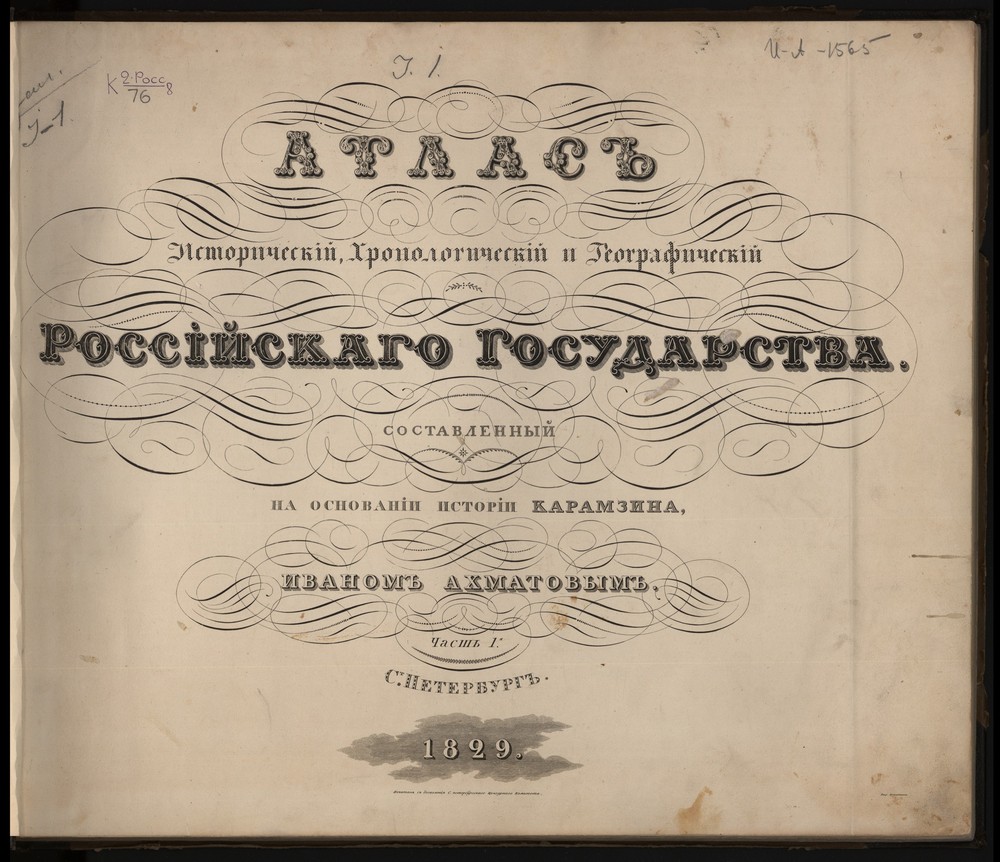 I. 1.
И-А-1565
К 2-Росс 8
76
I-1
АТЛАСЪ
Историческій, Хронологическій и Географическій
РОССІЙСКАГО ГОСУДАРСТВА.
СОСТАВЛЕННЫЙ
НА ОСНОВАНІИ ИСТОРІИ КАРАМЗИНА,
ИВАНОМЪ АХМАТОВЫМЪ.
Часть I.я
С.ПЕТЕРБУРГЪ.
1829.